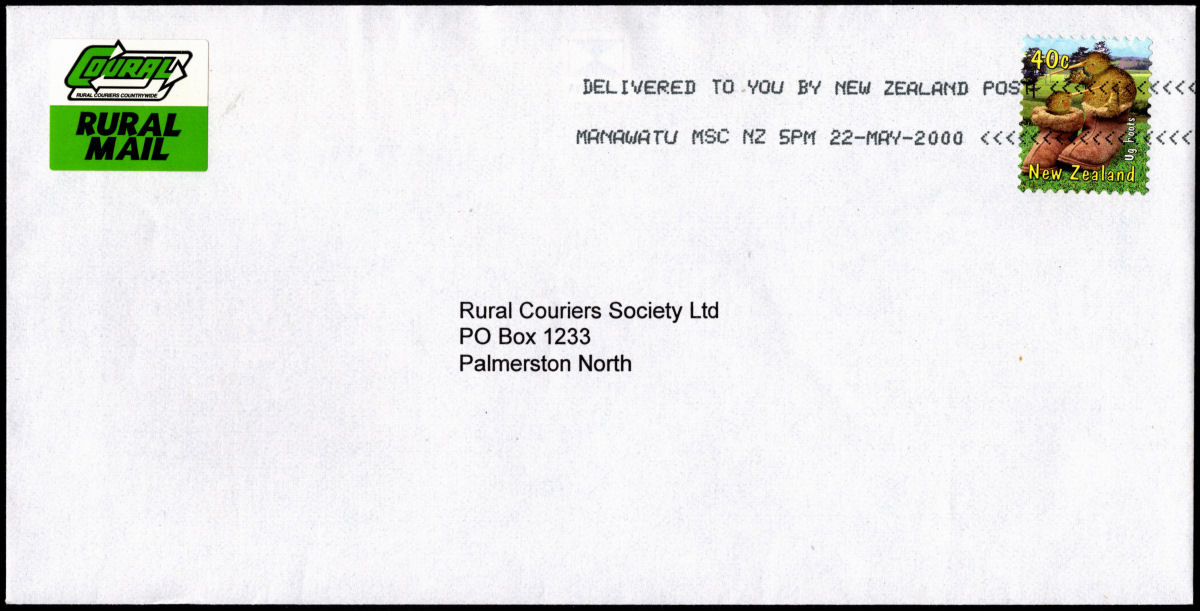 COURAL
RURAL COURIERS COUNTRYWIDE
RURAL
MAIL
DELIVERED TO YOU BY NEW ZEALAND POST <<<<<<<<<<<<
MANAWATU MSC NZ 5PM 22-MAY-2000 <<<<<<<<<<<<<<<<<
40c
Ug boots
New Zealand
Rural Couriers Society Ltd
PO Box 1233
Palmerston North